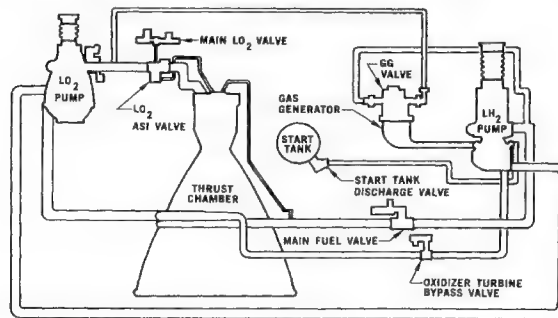 MAIN LO₂ VALVE
LO₂
PUMP
LO₂
ASI VALVE
GG
VALVE
GAS
GENERATOR
LH₂
PUMP
START
TANK
START TANK
DISCHARGE VALVE
THRUST
CHAMBER
MAIN FUEL VALVE
OXIDIZER TURBINE
BYPASS VALVE